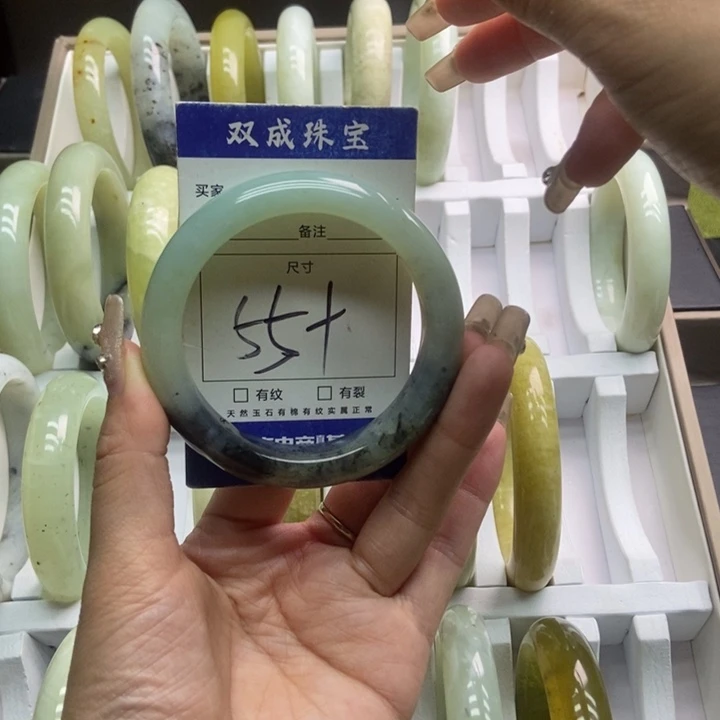 双成珠宝
买家
备注
尺寸
55+
有纹 有裂
天然玉石有棉有纹实属正常